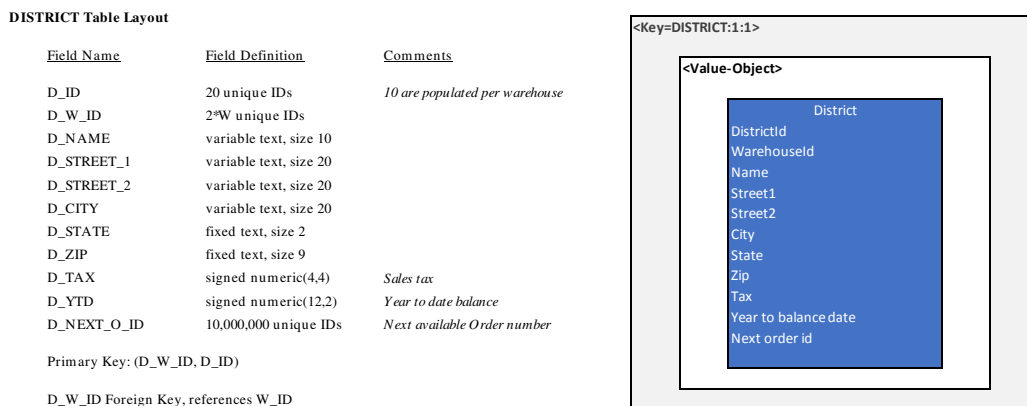 DISTRICT Table Layout
Field Name Field Definition Comments
D_ID 20 unique IDs 10 are populated per warehouse
D_W_ID 2*W unique IDs
D_NAME variable text, size 10
D_STREET_1 variable text, size 20
D_STREET_2 variable text, size 20
D_CITY variable text, size 20
D_STATE fixed text, size 2
D_ZIP fixed text, size 9
D_TAX signed numeric(4,4) Sales tax
D_YTD signed numeric(12,2) Year to date balance
D_NEXT_O_ID 10,000,000 unique IDs Next available Order number
Primary Key: (D_W_ID, D_ID)
D_W_ID Foreign Key, references W_ID
<Key=DISTRICT:1:1>
<Value-Object>
District
DistrictId
WarehouseId
Name
Street1
Street2
City
State
Zip
Tax
Year to balance date
Next order id